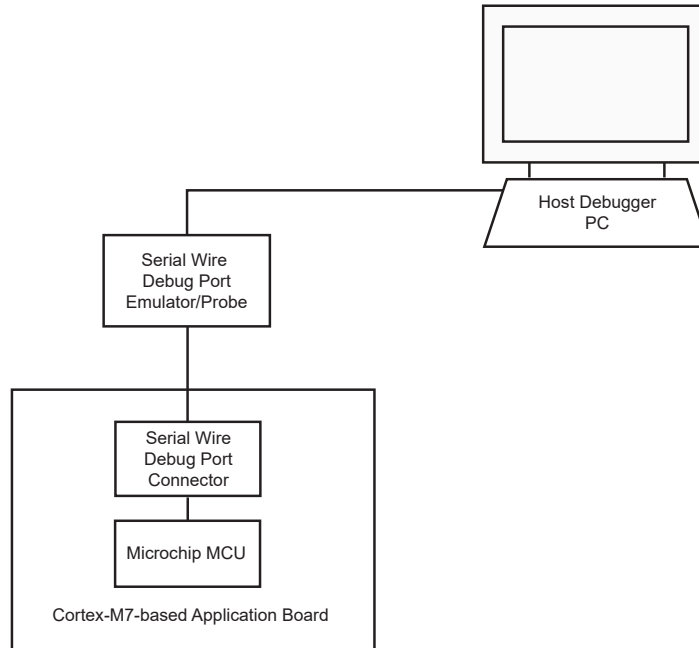 Host Debugger
PC
Serial Wire
Debug Port
Emulator/Probe
Serial Wire
Debug Port
Connector
Microchip MCU
Cortex-M7-based Application Board